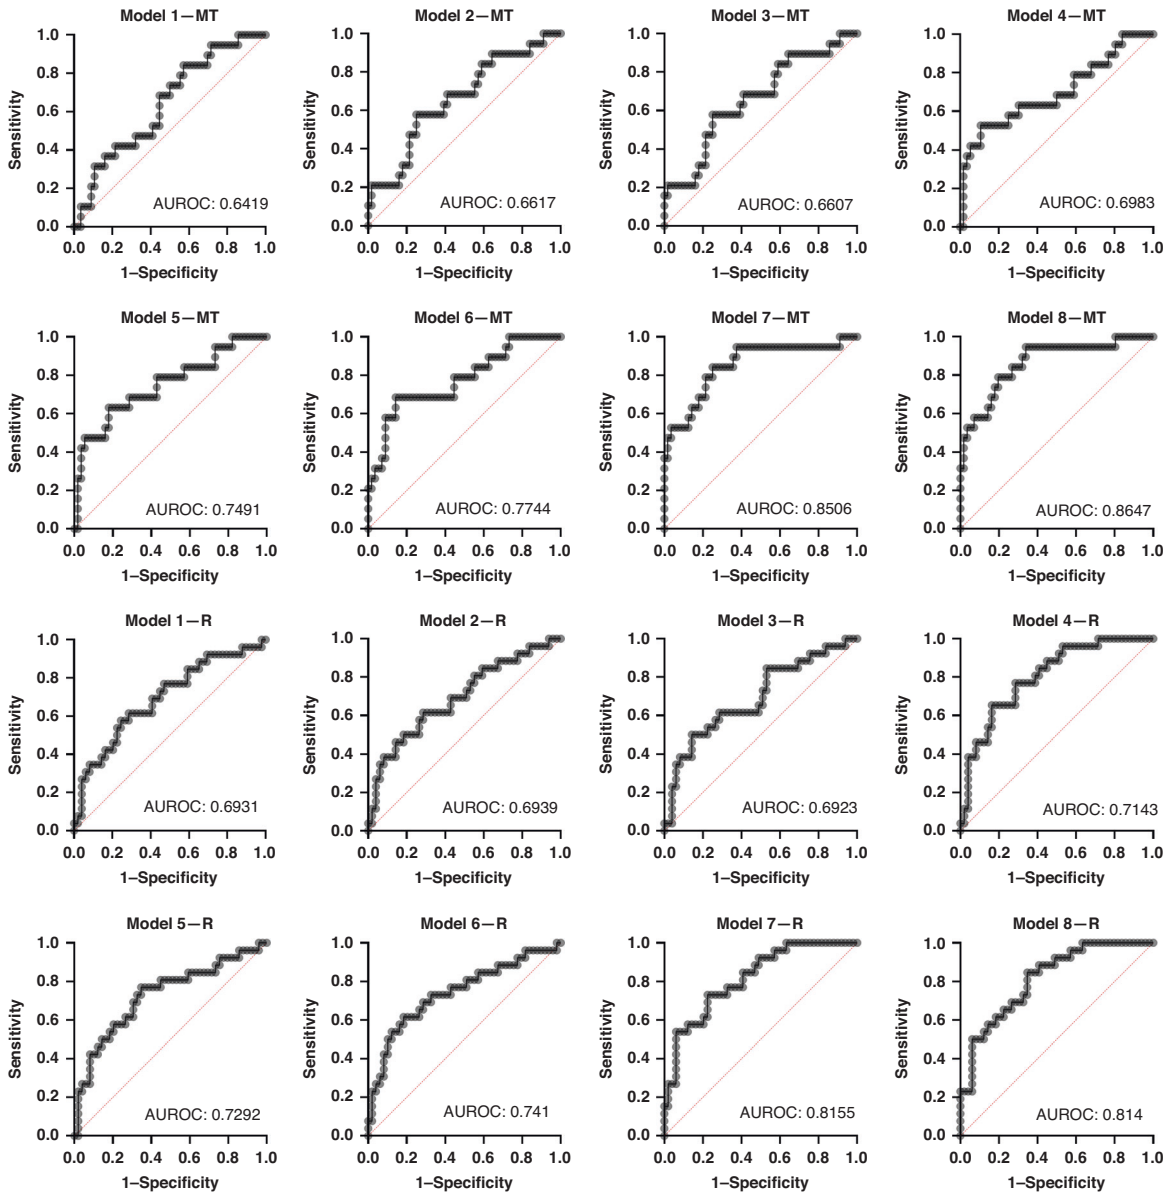 Model 1—MT
Model 2—MT
Model 3—MT
Model 4—MT
1.0
0.8
0.6
0.4
0.2
0.0
Sensitivity
AUROC: 0.6419
0.0 0.2 0.4 0.6 0.8 1.0
1–Specificity
1.0
0.8
0.6
0.4
0.2
0.0
Sensitivity
AUROC: 0.6617
0.0 0.2 0.4 0.6 0.8 1.0
1–Specificity
1.0
0.8
0.6
0.4
0.2
0.0
Sensitivity
AUROC: 0.6607
0.0 0.2 0.4 0.6 0.8 1.0
1–Specificity
1.0
0.8
0.6
0.4
0.2
0.0
Sensitivity
AUROC: 0.6983
0.0 0.2 0.4 0.6 0.8 1.0
1–Specificity
Model 5—MT
Model 6—MT
Model 7—MT
Model 8—MT
1.0
0.8
0.6
0.4
0.2
0.0
Sensitivity
AUROC: 0.7491
0.0 0.2 0.4 0.6 0.8 1.0
1–Specificity
1.0
0.8
0.6
0.4
0.2
0.0
Sensitivity
AUROC: 0.7744
0.0 0.2 0.4 0.6 0.8 1.0
1–Specificity
1.0
0.8
0.6
0.4
0.2
0.0
Sensitivity
AUROC: 0.8506
0.0 0.2 0.4 0.6 0.8 1.0
1–Specificity
1.0
0.8
0.6
0.4
0.2
0.0
Sensitivity
AUROC: 0.8647
0.0 0.2 0.4 0.6 0.8 1.0
1–Specificity
Model 1—R
Model 2—R
Model 3—R
Model 4—R
1.0
0.8
0.6
0.4
0.2
0.0
Sensitivity
AUROC: 0.6931
0.0 0.2 0.4 0.6 0.8 1.0
1–Specificity
1.0
0.8
0.6
0.4
0.2
0.0
Sensitivity
AUROC: 0.6939
0.0 0.2 0.4 0.6 0.8 1.0
1–Specificity
1.0
0.8
0.6
0.4
0.2
0.0
Sensitivity
AUROC: 0.6923
0.0 0.2 0.4 0.6 0.8 1.0
1–Specificity
1.0
0.8
0.6
0.4
0.2
0.0
Sensitivity
AUROC: 0.7143
0.0 0.2 0.4 0.6 0.8 1.0
1–Specificity
Model 5—R
Model 6—R
Model 7—R
Model 8—R
1.0
0.8
0.6
0.4
0.2
0.0
Sensitivity
AUROC: 0.7292
0.0 0.2 0.4 0.6 0.8 1.0
1–Specificity
1.0
0.8
0.6
0.4
0.2
0.0
Sensitivity
AUROC: 0.741
0.0 0.2 0.4 0.6 0.8 1.0
1–Specificity
1.0
0.8
0.6
0.4
0.2
0.0
Sensitivity
AUROC: 0.8155
0.0 0.2 0.4 0.6 0.8 1.0
1–Specificity
1.0
0.8
0.6
0.4
0.2
0.0
Sensitivity
AUROC: 0.814
0.0 0.2 0.4 0.6 0.8 1.0
1–Specificity